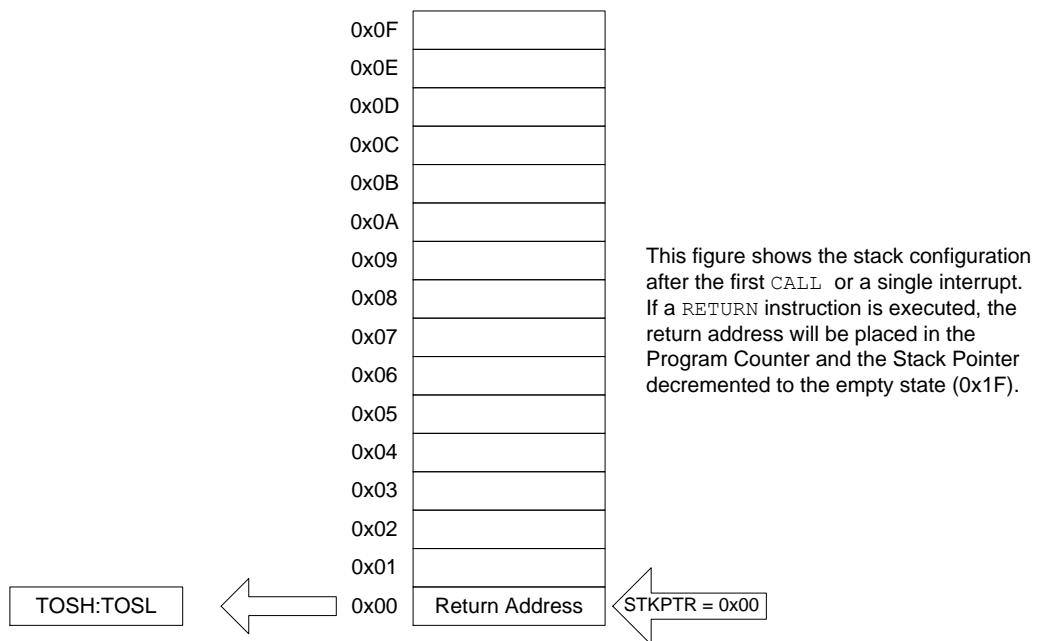 0x0F
0x0E
0x0D
0x0C
0x0B
0x0A
0x09
This figure shows the stack configuration
after the first CALL or a single interrupt.
0x08
If a RETURN instruction is executed, the
return address will be placed in the
0x07
Program Counter and the Stack Pointer
0x06
decremented to the empty state (0x1F).
0x05
0x04
0x03
0x02
0x01
TOSH:TOSL 0x00 Return Address STKPTR = 0x00